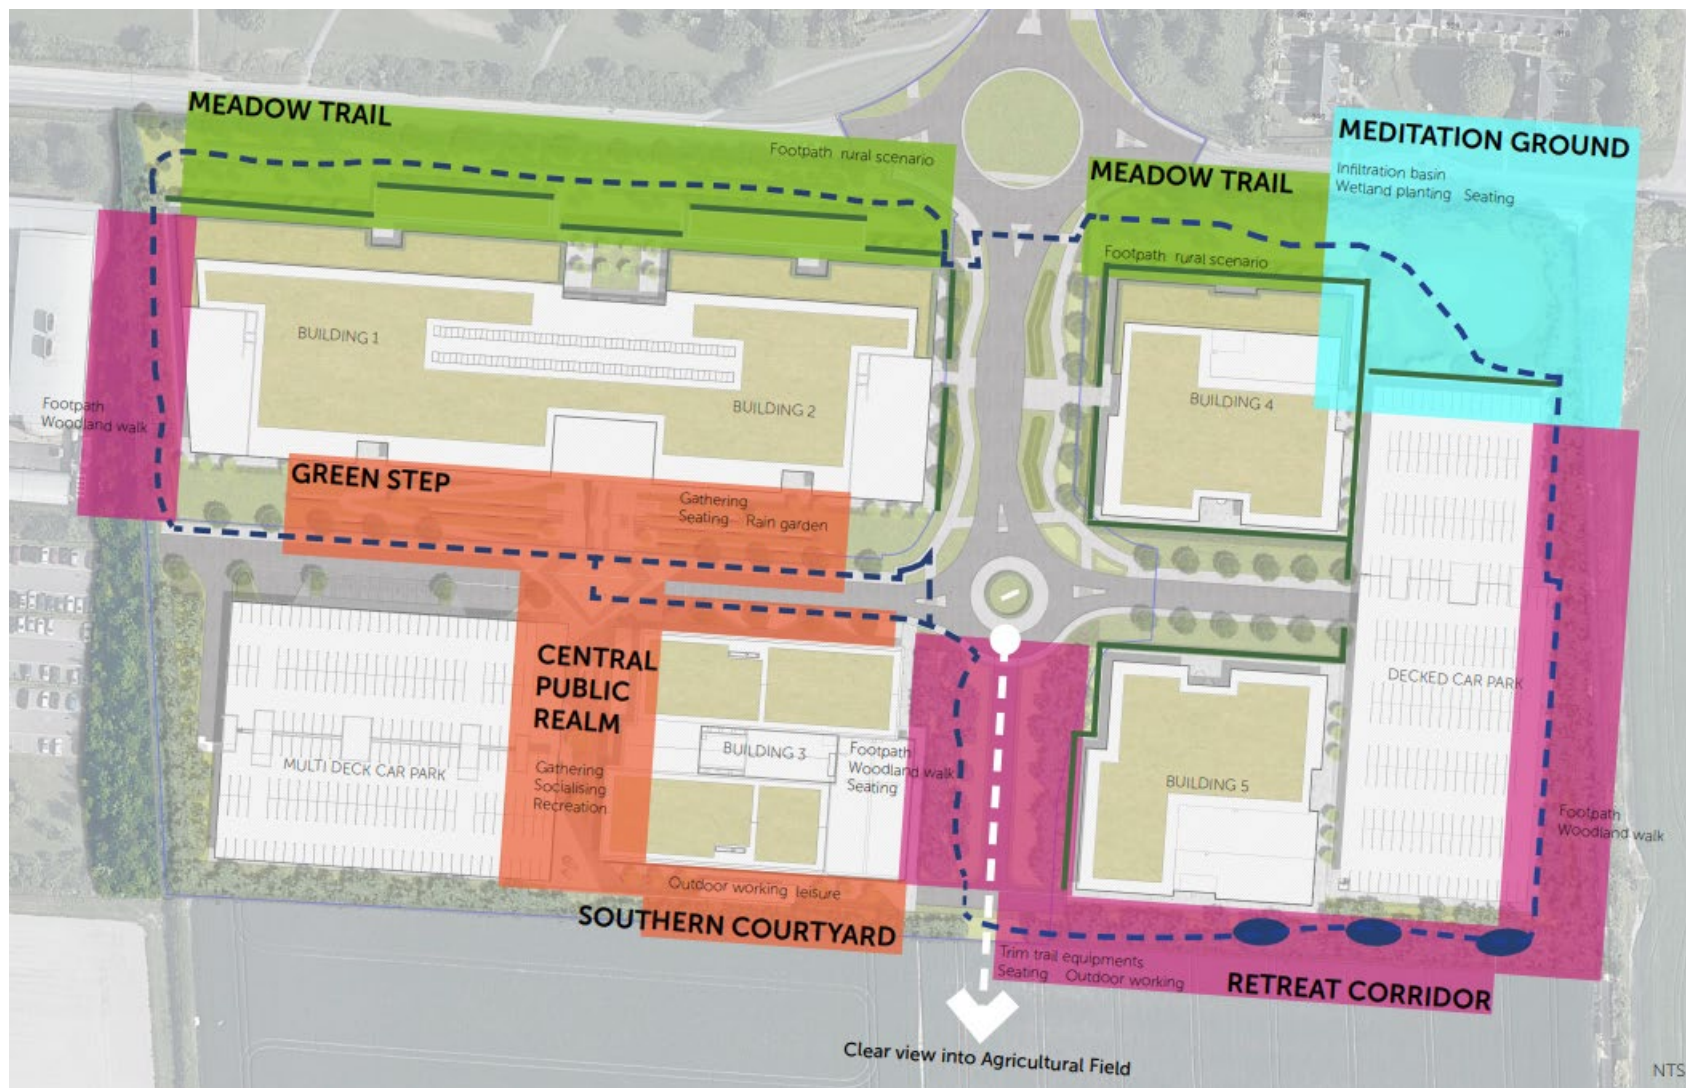 MEADOW TRAIL
Footpath rural scenario
MEADOW TRAIL
Footpath rural scenario
MEDITATION GROUND
Infiltration basin
Wetland planting Seating
BUILDING 1
BUILDING 2
BUILDING 4
Footpath
Woodland walk
GREEN STEP
Gathering
Seating Rain garden
CENTRAL
PUBLIC
REALM
Gathering
Socialising
Recreation
MULTI DECK CAR PARK
BUILDING 3
Footpath
Woodland walk
Seating
BUILDING 5
DECKED CAR PARK
Footpath
Woodland walk
Outdoor working leisure
SOUTHERN COURTYARD
Trim trail equipments
Seating Outdoor working
RETREAT CORRIDOR
Clear view into Agricultural Field
NTS